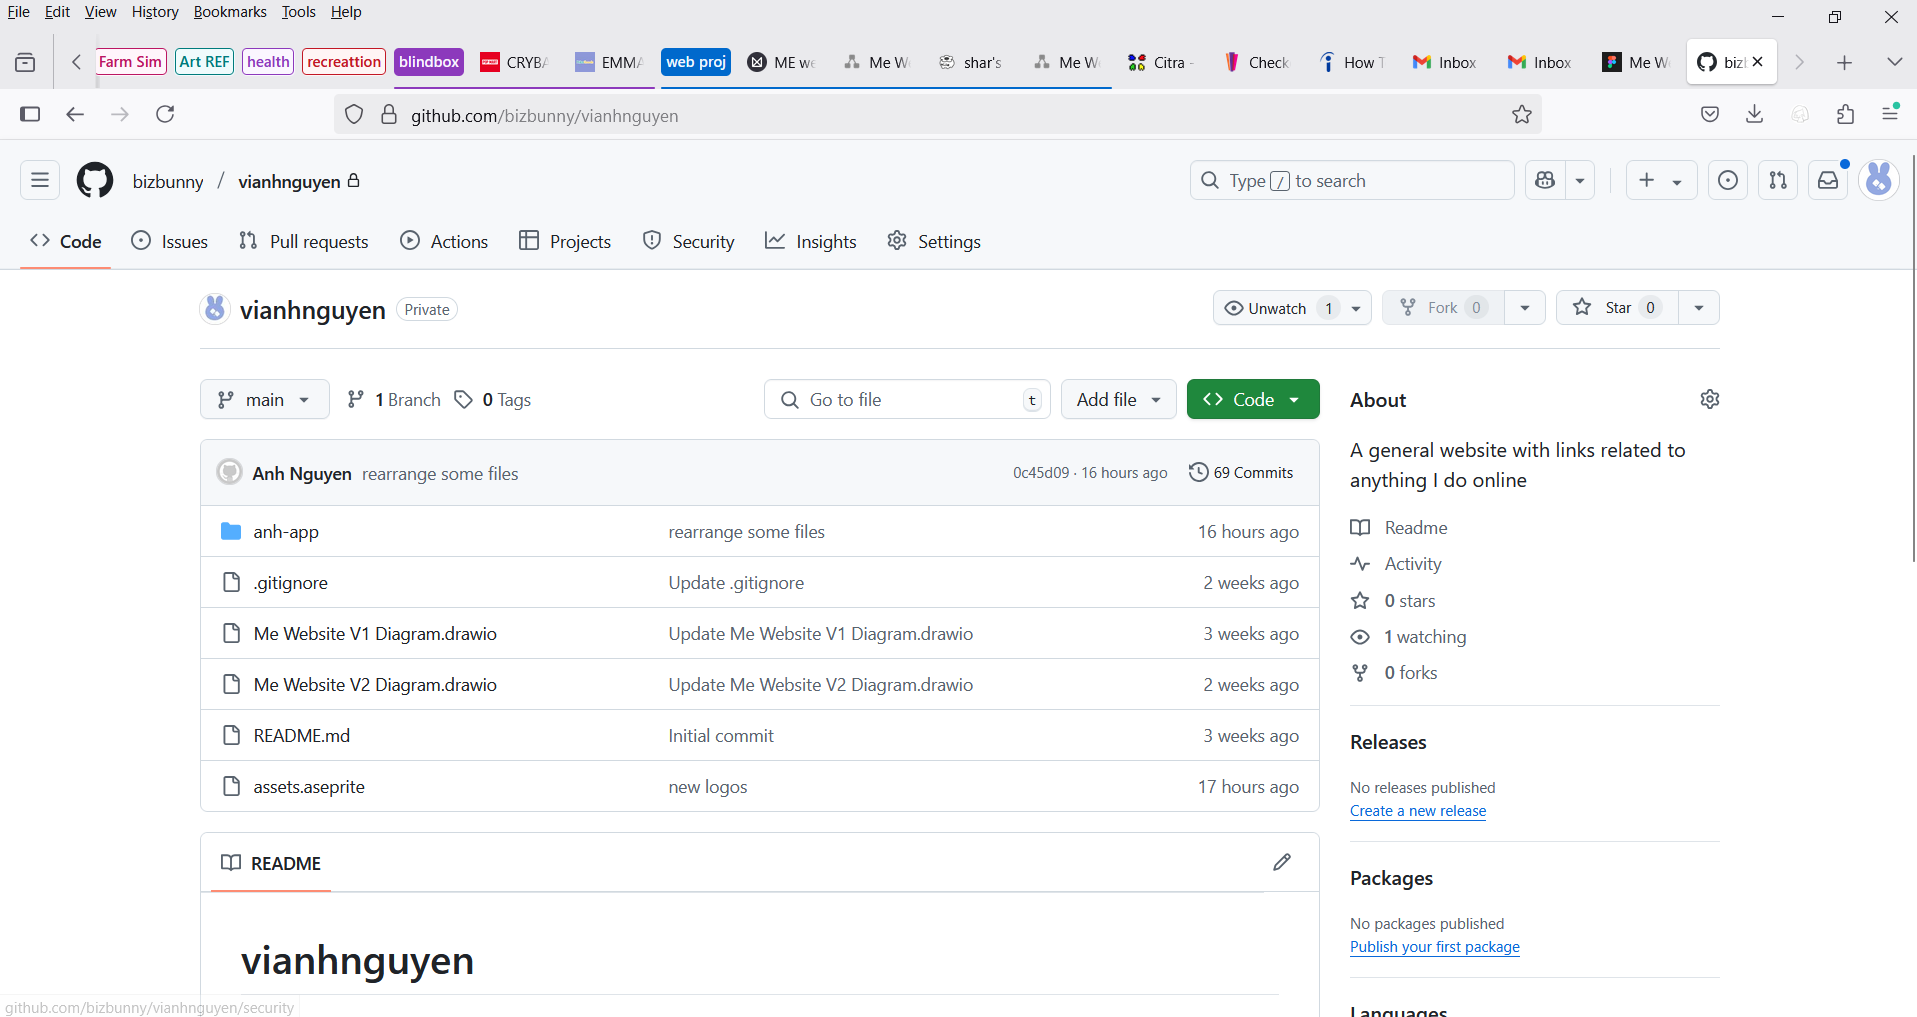 File Edit View History Bookmarks Tools Help
Farm Sim Art REF health recreattion blindbox CRYBA EMMA web proj ME we Me We shar's Me We Citra - Check How T Inbox Inbox Me W biz
github.com/bizbunny/vianhnguyen
bizbunny / vianhnguyen Type / to search
Code Issues Pull requests Actions Projects Security Insights Settings
vianhnguyen Private Unwatch 1 Fork 0 Star 0
main 1 Branch 0 Tags Go to file t Add file Code
Anh Nguyen rearrange some files 0c45d09 · 16 hours ago 69 Commits
anh-app rearrange some files 16 hours ago
.gitignore Update .gitignore 2 weeks ago
Me Website V1 Diagram.drawio Update Me Website V1 Diagram.drawio 3 weeks ago
Me Website V2 Diagram.drawio Update Me Website V2 Diagram.drawio 2 weeks ago
README.md Initial commit 3 weeks ago
assets.aseprite new logos 17 hours ago
README
vianhnguyen
About
A general website with links related to
anything I do online
Readme
Activity
0 stars
1 watching
0 forks
Releases
No releases published
Create a new release
Packages
No packages published
Publish your first package
Languages
github.com/bizbunny/vianhnguyen/security